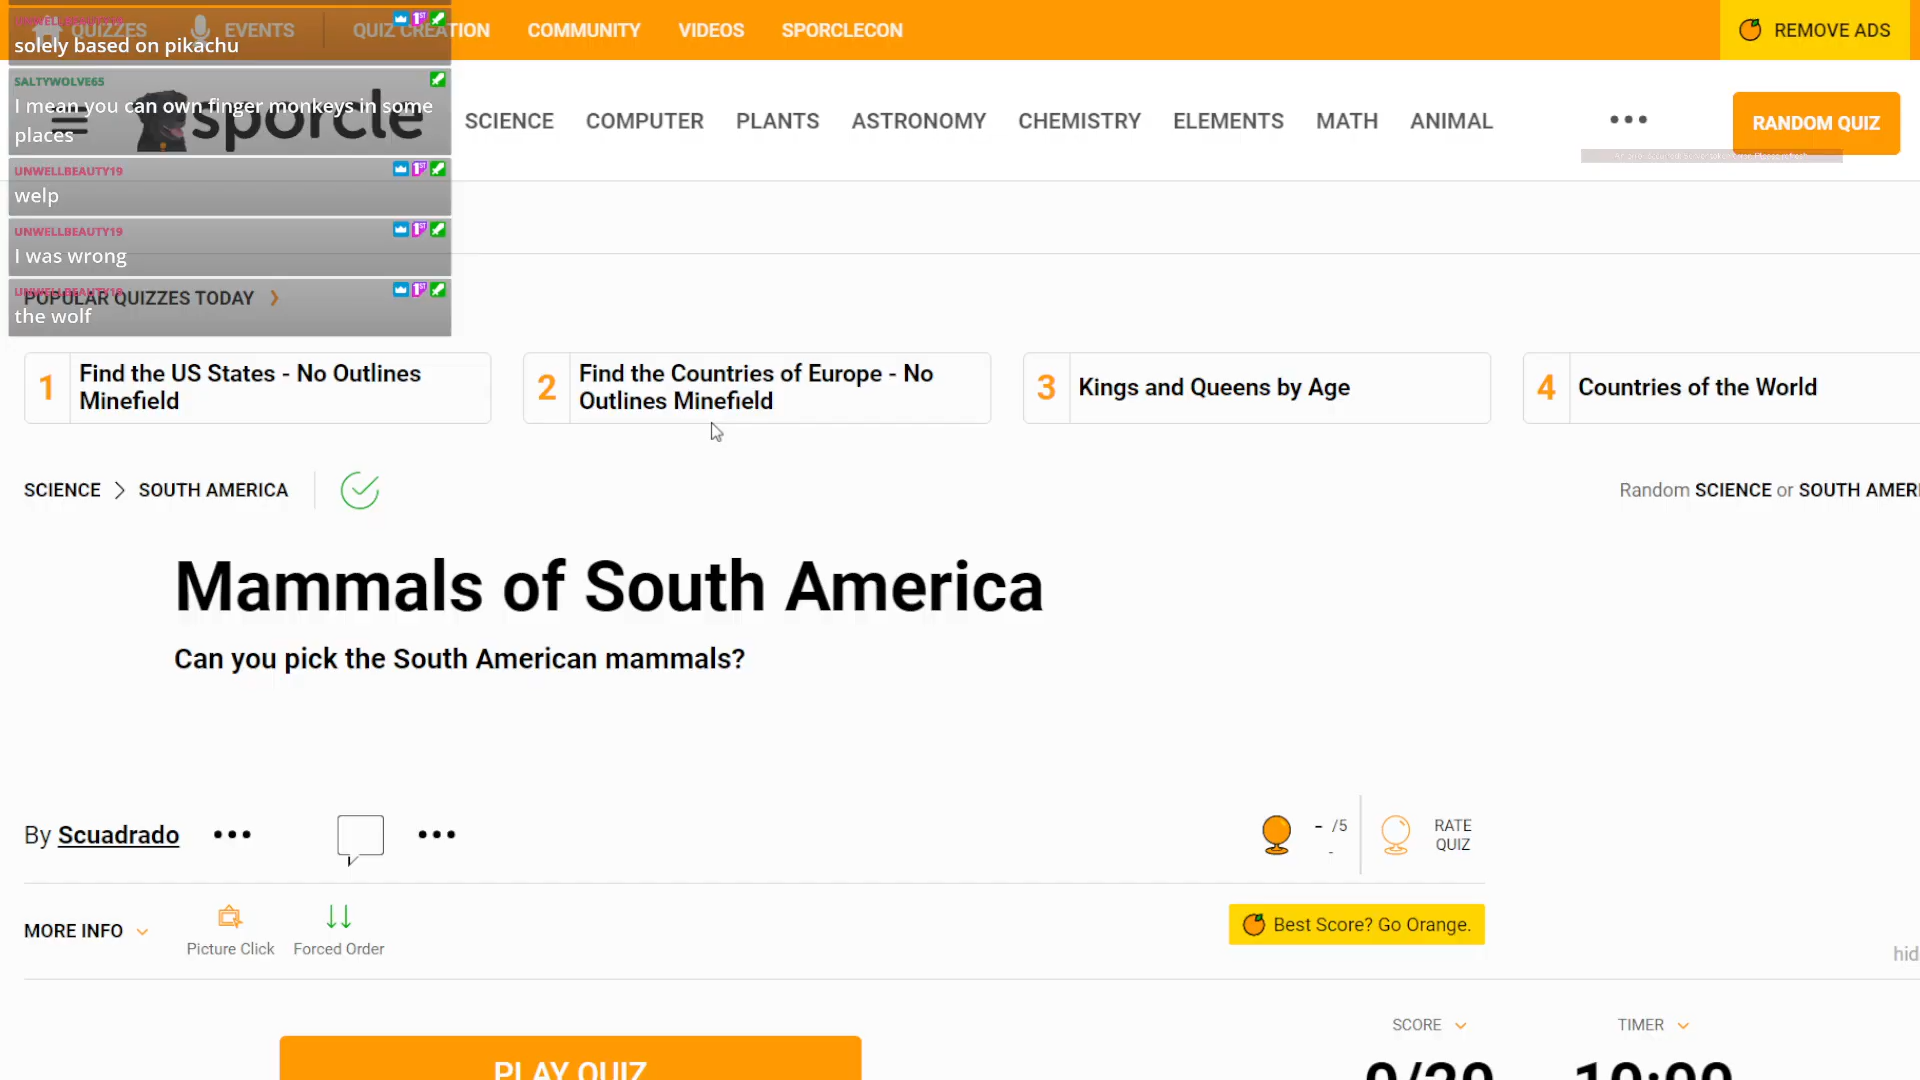 UNWELLBEAUTY19
QUIZZES EVENTS QUIZ CREATION COMMUNITY VIDEOS SPORCLECON REMOVE ADS
solely based on pikachu
SALTYWOLVE65
I mean you can own finger monkeys in some
places
sporcle SCIENCE COMPUTER PLANTS ASTRONOMY CHEMISTRY ELEMENTS MATH ANIMAL ••• RANDOM QUIZ
UNWELLBEAUTY19
welp
UNWELLBEAUTY19
I was wrong
UNWELLBEAUTY19
POPULAR QUIZZES TODAY
the wolf
1 Find the US States - No Outlines
Minefield
2 Find the Countries of Europe - No
Outlines Minefield
3 Kings and Queens by Age
4 Countries of the World
SCIENCE > SOUTH AMERICA
Random SCIENCE or SOUTH AMERI
Mammals of South America
Can you pick the South American mammals?
By Scuadrado ••• •••
- /5
-
RATE
QUIZ
MORE INFO
Picture Click Forced Order
Best Score? Go Orange.
hid
SCORE TIMER
PLAY QUIZ